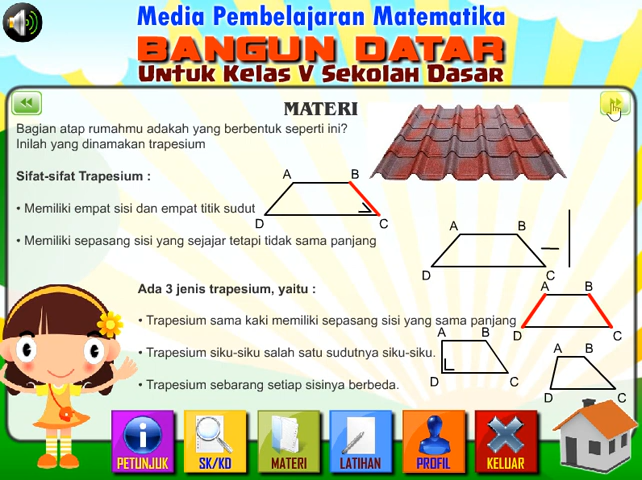 Media Pembelajaran Matematika
BANGUN DATAR
Untuk Kelas V Sekolah Dasar
MATERI
Bagian atap rumahmu adakah yang berbentuk seperti ini?
Inilah yang dinamakan trapesium
Sifat-sifat Trapesium :
A B
• Memiliki empat sisi dan empat titik sudut
D C
• Memiliki sepasang sisi yang sejajar tetapi tidak sama panjang
A B
D C
Ada 3 jenis trapesium, yaitu :
A B
• Trapesium sama kaki memiliki sepasang sisi yang sama panjang
D C
A B
• Trapesium siku-siku salah satu sudutnya siku-siku.
D C
A B
• Trapesium sebarang setiap sisinya berbeda.
D C
PETUNJUK
SK/KD
MATERI
LATIHAN
PROFIL
KELUAR